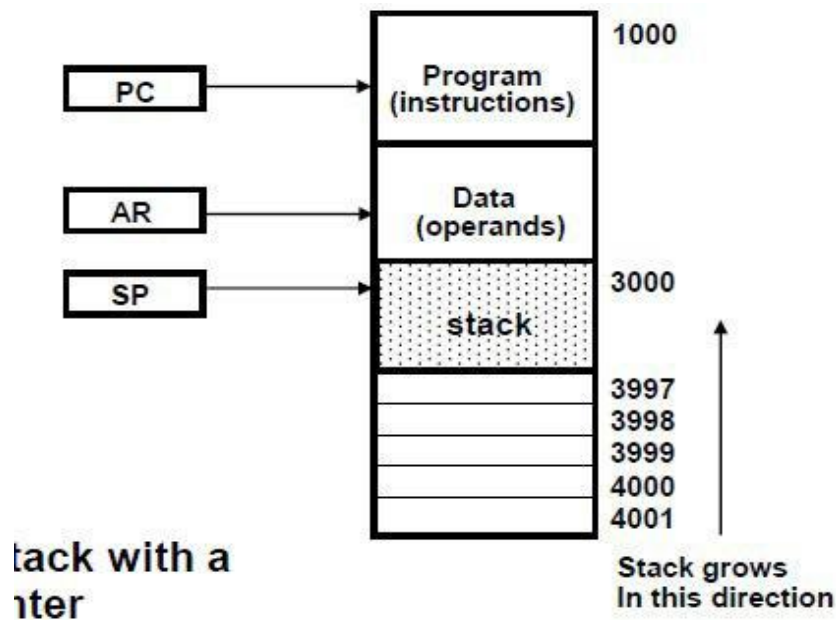 1000
Program
(instructions)
PC
Data
(operands)
AR
3000
SP
stack
3997
3998
3999
4000
4001
tack with a
nter
Stack grows
In this direction